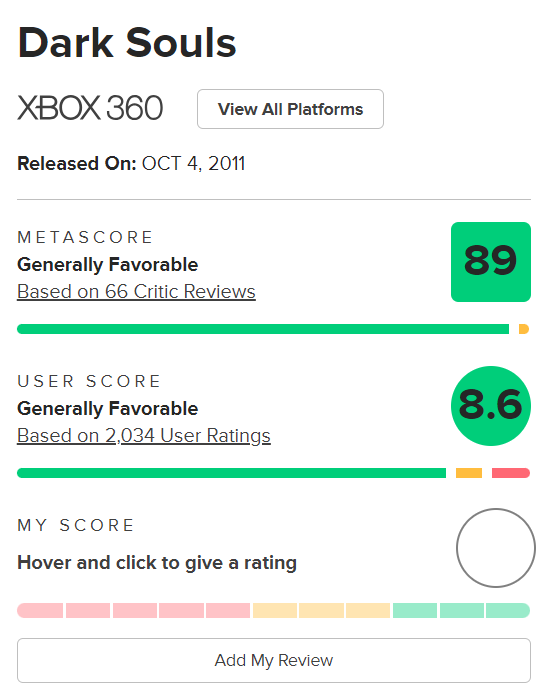 Dark Souls
XBOX 360
View All Platforms
Released On: OCT 4, 2011
METASCORE
Generally Favorable
Based on 66 Critic Reviews
89
USER SCORE
Generally Favorable
Based on 2,034 User Ratings
8.6
MY SCORE
Hover and click to give a rating
Add My Review